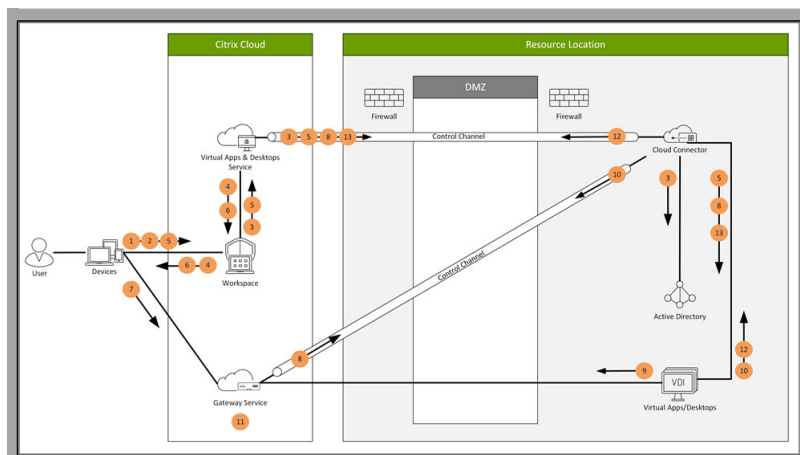 Citrix Cloud
Resource Location
DMZ
Firewall
Firewall
3 5 8 13
Control Channel
12
Virtual Apps & Desktops
Service
Cloud Connector
4
6
5
3
10
3
5
8
13
1 2 5
User
Devices
6 4
Workspace
7
Control Channel
Active Directory
8
12
10
9
VDI
Gateway Service
Virtual Apps/Desktops
11